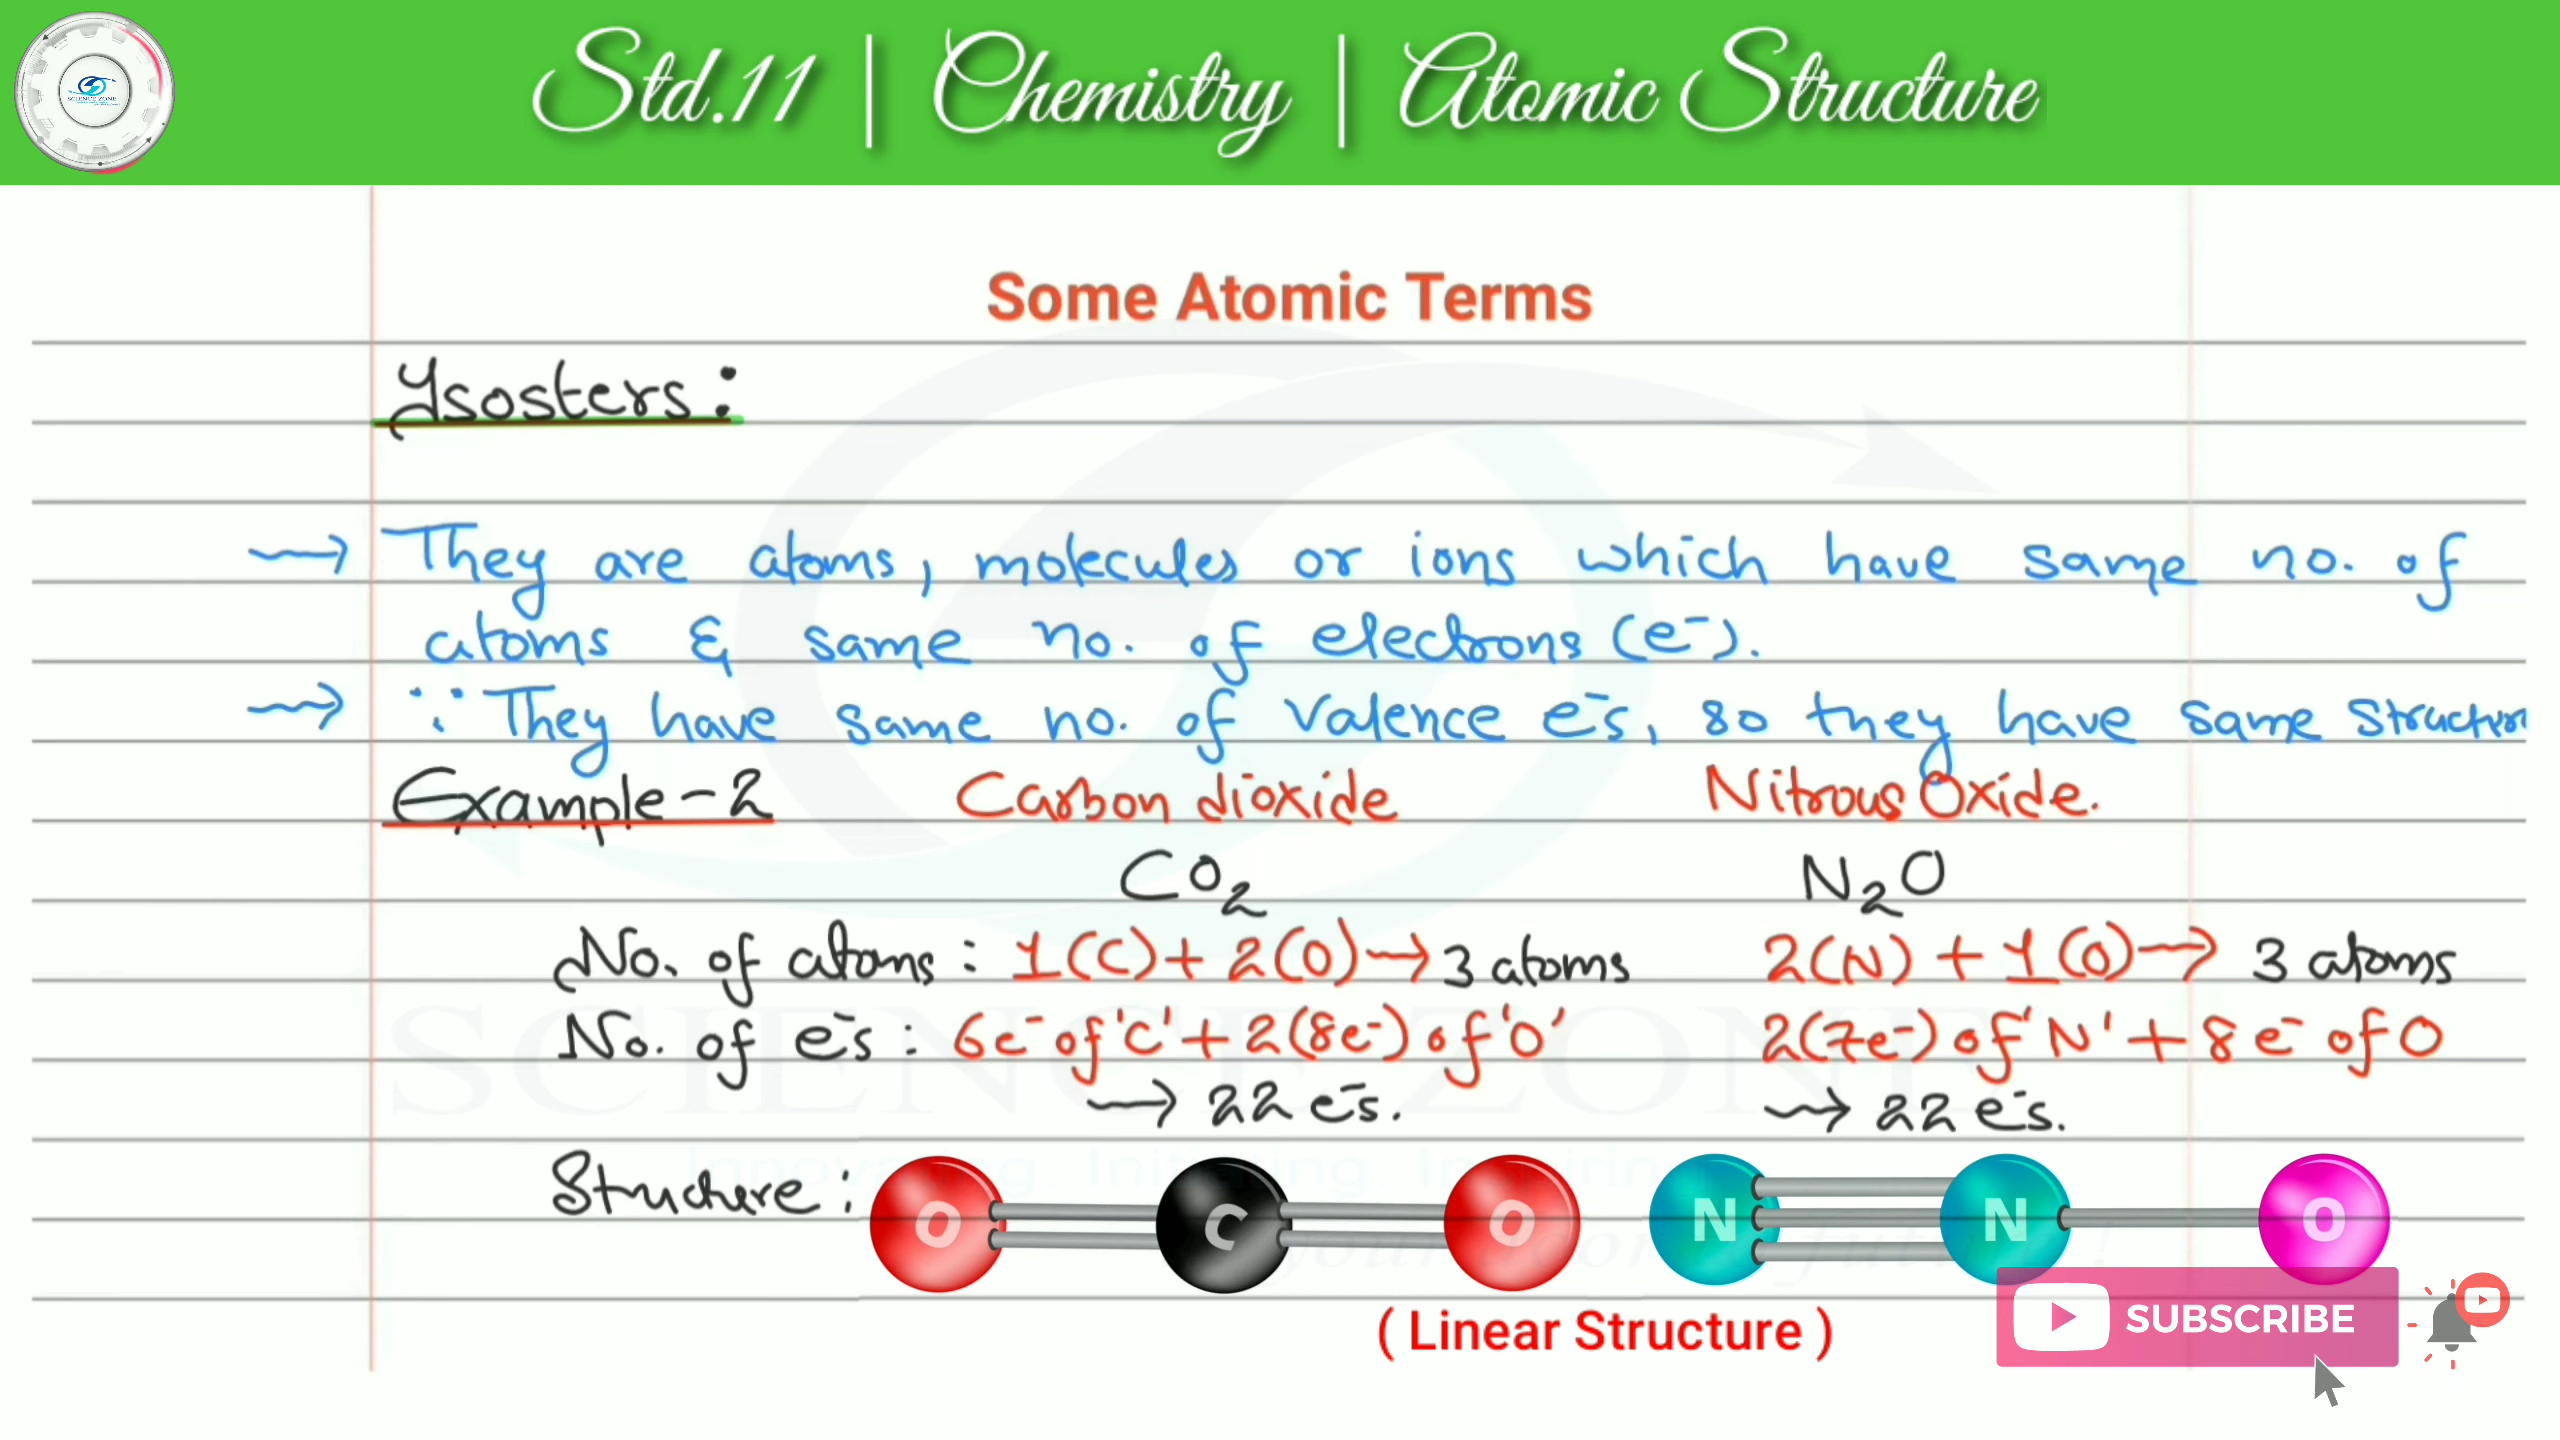 SCIENCE ZONE
Std.11 | Chemistry | Atomic Structure
Some Atomic Terms
Isosters :
→ They are atoms, molecules or ions which have same no. of
atoms & same no. of electrons (e⁻).
→ ∵ They have same no. of valence e⁻s, so they have same structure
Example-2 Carbon dioxide Nitrous Oxide.
CO₂ N₂O
No. of atoms : 1(C) + 2(O) → 3 atoms 2(N) + 1(O) → 3 atoms
No. of e⁻s : 6e⁻ of 'C' + 2(8e⁻) of 'O' 2(7e⁻) of 'N' + 8e⁻ of O
→ 22 e⁻s. → 22 e⁻s.
Structure : O C O N N O
( Linear Structure )
SUBSCRIBE